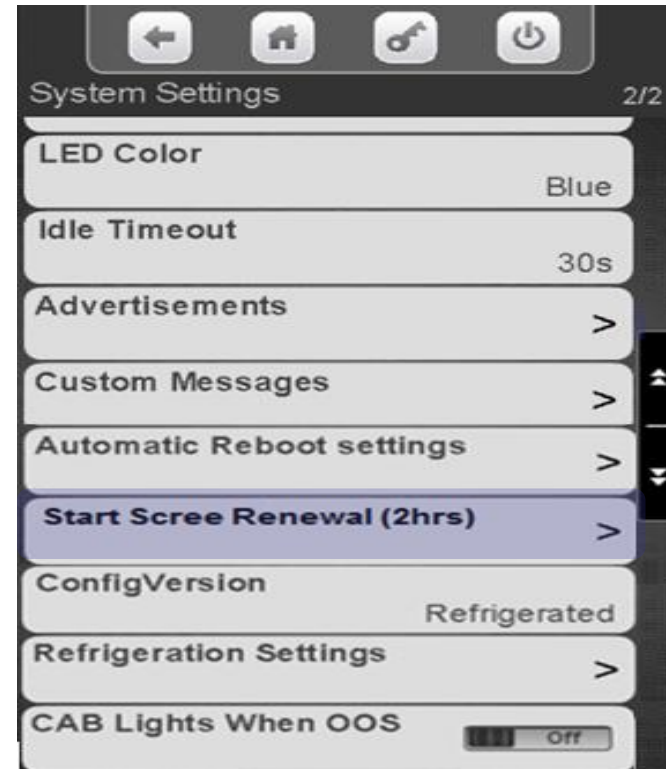 System Settings 2/2
LED Color
Blue
Idle Timeout
30s
Advertisements >
Custom Messages >
Automatic Reboot settings >
Start Scree Renewal (2hrs) >
ConfigVersion
Refrigerated
Refrigeration Settings >
CAB Lights When OOS Off